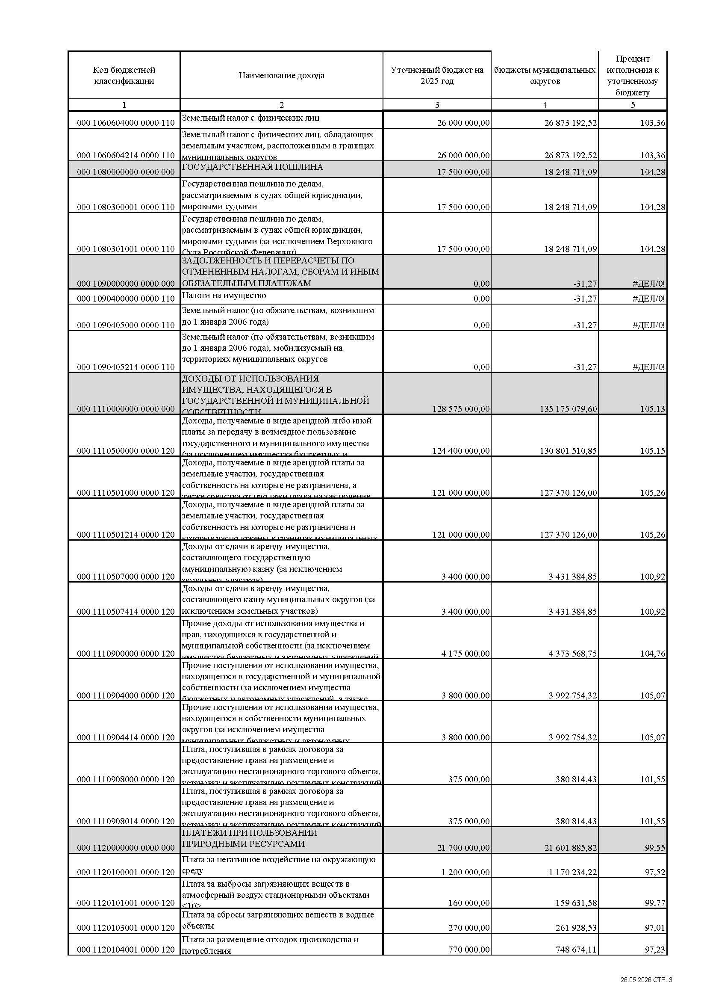 Код бюджетной
классификации
Наименование дохода
Уточненный бюджет на
2025 год
бюджеты муниципальных
округов
Процент
исполнения к
уточненному
бюджету
1 2 3 4 5
000 1060604000 0000 110 Земельный налог с физических лиц 26 000 000,00 26 873 192,52 103,36
Земельный налог с физических лиц, обладающих
земельным участком, расположенным в границах
муниципальных округов
000 1060604214 0000 110 26 000 000,00 26 873 192,52 103,36
000 1080000000 0000 000 ГОСУДАРСТВЕННАЯ ПОШЛИНА 17 500 000,00 18 248 714,09 104,28
Государственная пошлина по делам,
рассматриваемым в судах общей юрисдикции,
000 1080300001 0000 110 мировыми судьями 17 500 000,00 18 248 714,09 104,28
Государственная пошлина по делам,
рассматриваемым в судах общей юрисдикции,
мировыми судьями (за исключением Верховного
Суда Российской Федерации)
000 1080301001 0000 110 17 500 000,00 18 248 714,09 104,28
ЗАДОЛЖЕННОСТЬ И ПЕРЕРАСЧЕТЫ ПО
ОТМЕНЕННЫМ НАЛОГАМ, СБОРАМ И ИНЫМ
000 1090000000 0000 000 ОБЯЗАТЕЛЬНЫМ ПЛАТЕЖАМ 0,00 -31,27 #ДЕЛ/0!
000 1090400000 0000 110 Налоги на имущество 0,00 -31,27 #ДЕЛ/0!
Земельный налог (по обязательствам, возникшим
000 1090405000 0000 110 до 1 января 2006 года) 0,00 -31,27 #ДЕЛ/0!
Земельный налог (по обязательствам, возникшим
до 1 января 2006 года), мобилизуемый на
территориях муниципальных округов
000 1090405214 0000 110 0,00 -31,27 #ДЕЛ/0!
ДОХОДЫ ОТ ИСПОЛЬЗОВАНИЯ
ИМУЩЕСТВА, НАХОДЯЩЕГОСЯ В
ГОСУДАРСТВЕННОЙ И МУНИЦИПАЛЬНОЙ
СОБСТВЕННОСТИ
000 1110000000 0000 000 128 575 000,00 135 175 079,60 105,13
Доходы, получаемые в виде арендной либо иной
платы за передачу в возмездное пользование
государственного и муниципального имущества
(за исключением имущества бюджетных и
000 1110500000 0000 120 124 400 000,00 130 801 510,85 105,15
Доходы, получаемые в виде арендной платы за
земельные участки, государственная
собственность на которые не разграничена, а
также средства от продажи права на заключение
000 1110501000 0000 120 121 000 000,00 127 370 126,00 105,26
Доходы, получаемые в виде арендной платы за
земельные участки, государственная
собственность на которые не разграничена и
которые расположены в границах муниципальных
000 1110501214 0000 120 121 000 000,00 127 370 126,00 105,26
Доходы от сдачи в аренду имущества,
составляющего государственную
(муниципальную) казну (за исключением
земельных участков)
000 1110507000 0000 120 3 400 000,00 3 431 384,85 100,92
Доходы от сдачи в аренду имущества,
составляющего казну муниципальных округов (за
000 1110507414 0000 120 исключением земельных участков) 3 400 000,00 3 431 384,85 100,92
Прочие доходы от использования имущества и
прав, находящихся в государственной и
муниципальной собственности (за исключением
имущества бюджетных и автономных учреждений,
000 1110900000 0000 120 4 175 000,00 4 373 568,75 104,76
Прочие поступления от использования имущества,
находящегося в государственной и муниципальной
собственности (за исключением имущества
бюджетных и автономных учреждений, а также
000 1110904000 0000 120 3 800 000,00 3 992 754,32 105,07
Прочие поступления от использования имущества,
находящегося в собственности муниципальных
округов (за исключением имущества
муниципальных бюджетных и автономных
000 1110904414 0000 120 3 800 000,00 3 992 754,32 105,07
Плата, поступившая в рамках договора за
предоставление права на размещение и
эксплуатацию нестационарного торгового объекта,
установку и эксплуатацию рекламных конструкций
000 1110908000 0000 120 375 000,00 380 814,43 101,55
Плата, поступившая в рамках договора за
предоставление права на размещение и
эксплуатацию нестационарного торгового объекта,
установку и эксплуатацию рекламных конструкций
000 1110908014 0000 120 375 000,00 380 814,43 101,55
ПЛАТЕЖИ ПРИ ПОЛЬЗОВАНИИ
ПРИРОДНЫМИ РЕСУРСАМИ
000 1120000000 0000 000 21 700 000,00 21 601 885,82 99,55
Плата за негативное воздействие на окружающую
000 1120100001 0000 120 среду 1 200 000,00 1 170 234,22 97,52
Плата за выбросы загрязняющих веществ в
атмосферный воздух стационарными объектами
<10>
000 1120101001 0000 120 160 000,00 159 631,58 99,77
Плата за сбросы загрязняющих веществ в водные
000 1120103001 0000 120 объекты 270 000,00 261 928,53 97,01
Плата за размещение отходов производства и
000 1120104001 0000 120 потребления 770 000,00 748 674,11 97,23
26.05.2026 СТР. 3